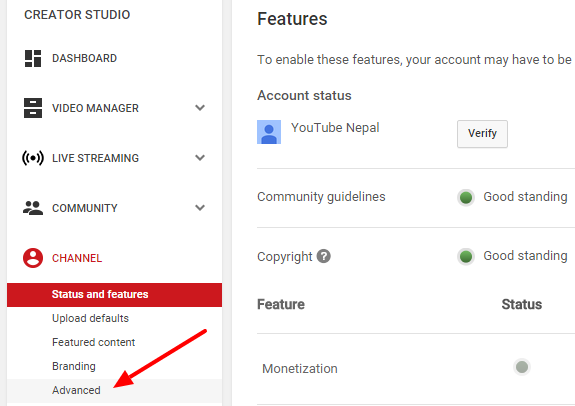 CREATOR STUDIO
DASHBOARD
VIDEO MANAGER
LIVE STREAMING
COMMUNITY
CHANNEL
Status and features
Upload defaults
Featured content
Branding
Advanced
Features
To enable these features, your account may have to be
Account status
YouTube Nepal
Verify
Community guidelines
Good standing
Copyright ?
Good standing
Feature Status
Monetization